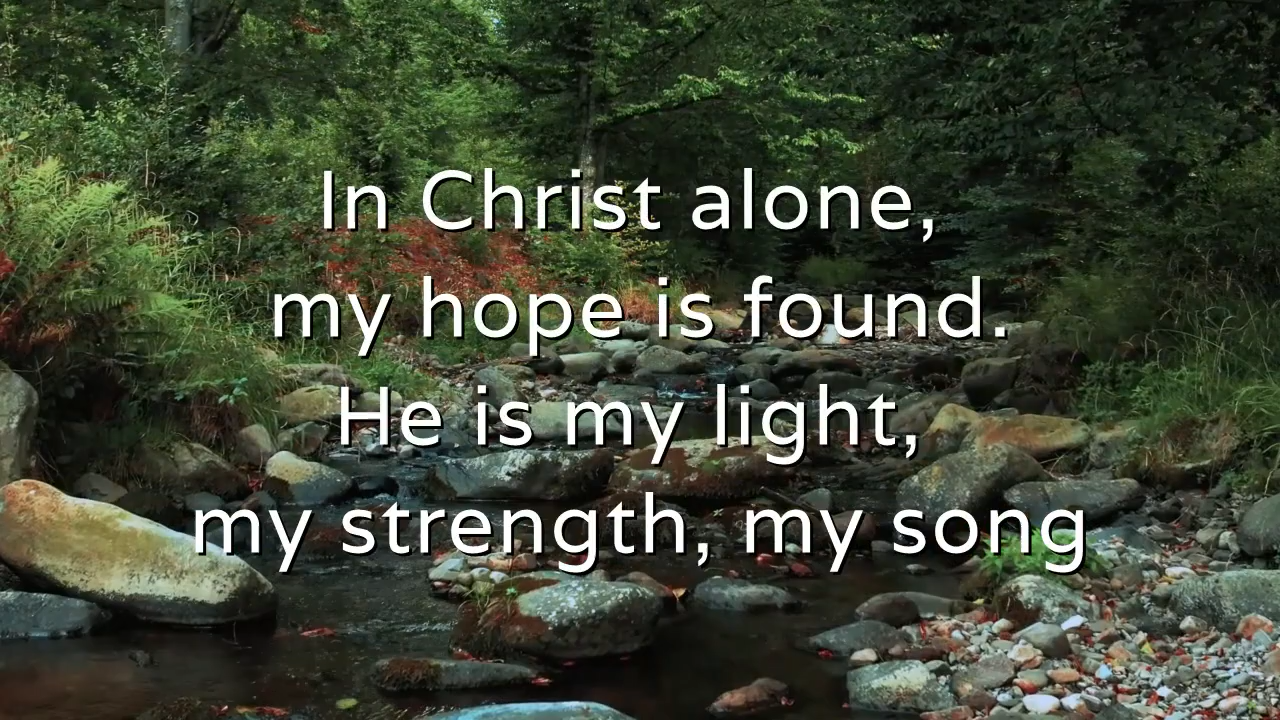 In Christ alone,
my hope is found.
He is my light,
my strength, my song